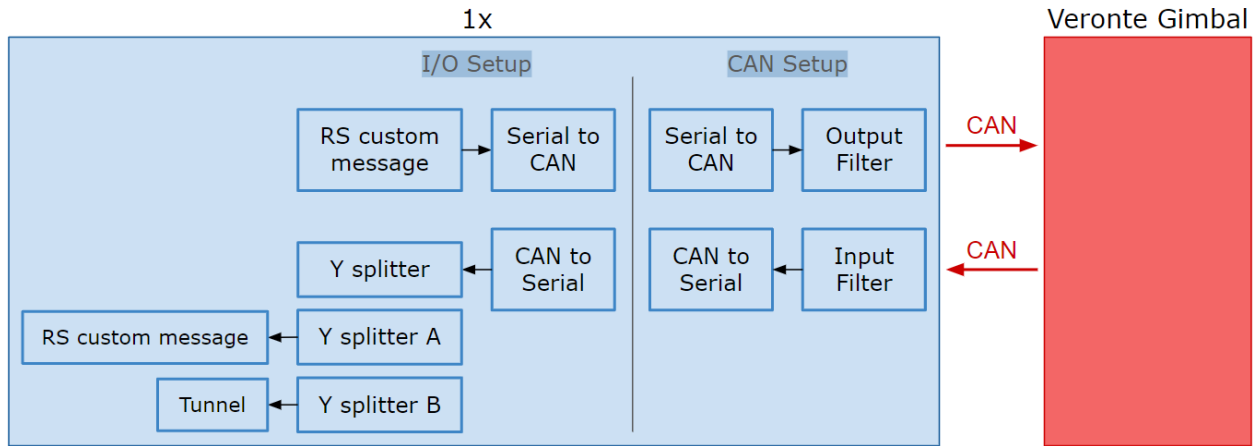 1x
Veronte Gimbal
I/O Setup
CAN Setup
RS custom
message
Serial to
CAN
Serial to
CAN
Output
Filter
CAN
Y splitter
CAN to
Serial
CAN to
Serial
Input
Filter
CAN
RS custom message
Y splitter A
Tunnel
Y splitter B